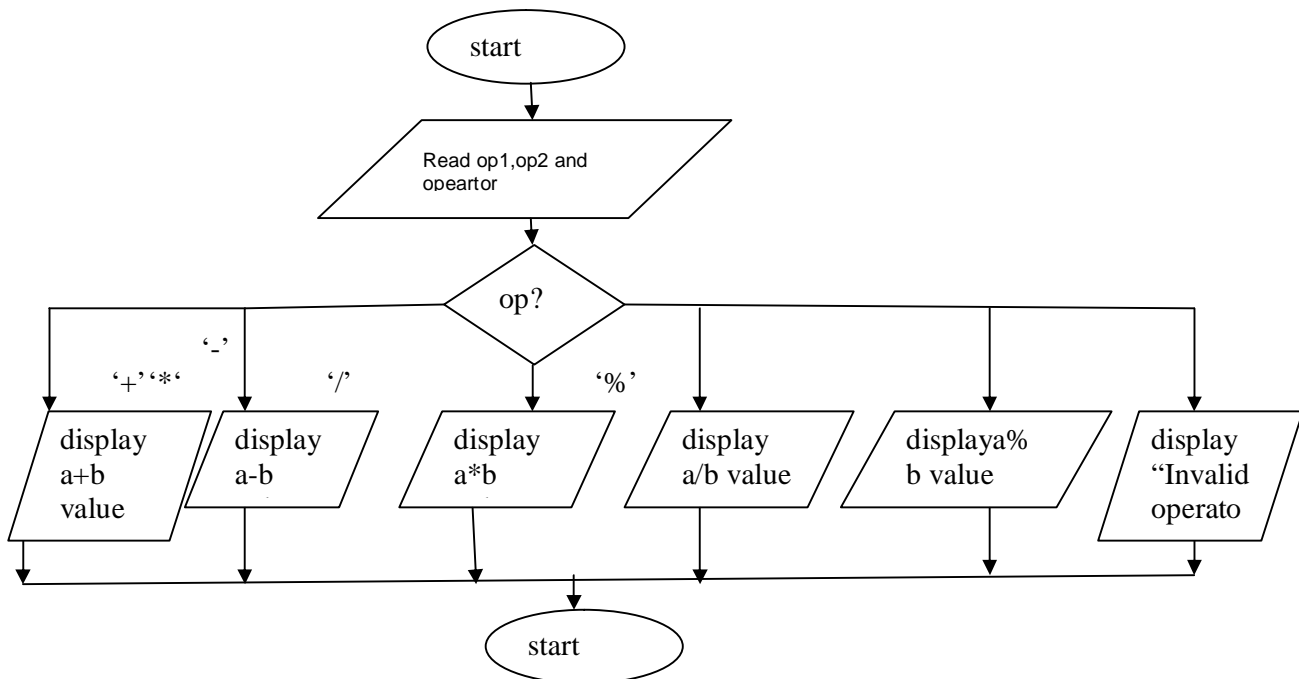 start
Read op1,op2 and
opeartor
op?
‘-’
‘+’ ‘*‘
‘/’
‘%’
display
a+b
value
display
a-b
display
a*b
display
a/b value
displaya%
b value
display
“Invalid
operato
start